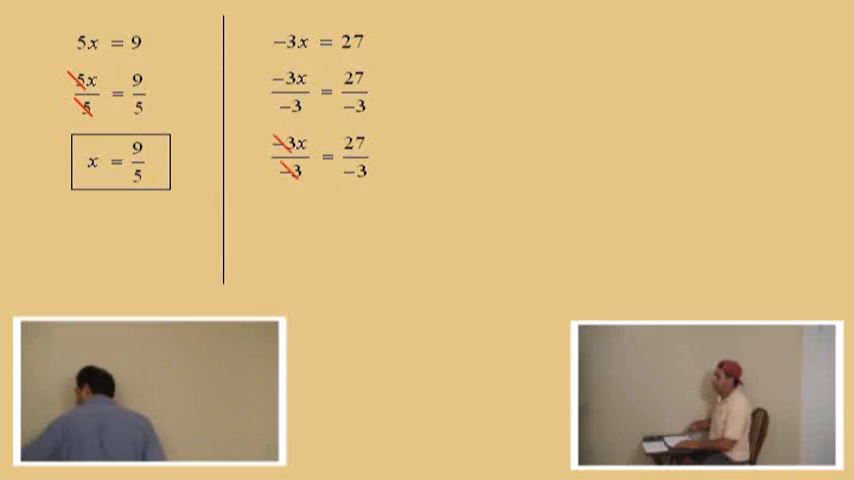 5x = 9
5x/5 = 9/5
x = 9/5
−3x = 27
−3x/−3 = 27/−3
−3x/−3 = 27/−3